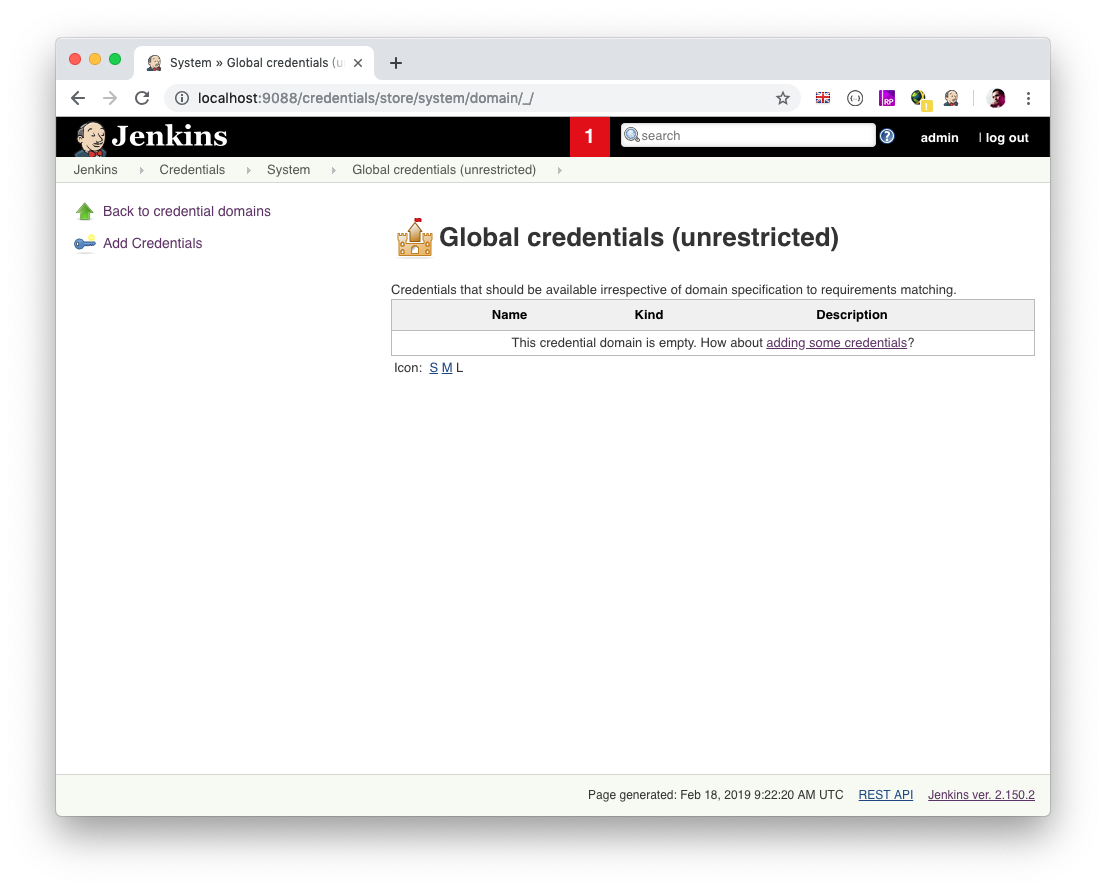 System » Global credentials (u
localhost:9088/credentials/store/system/domain/_/
Jenkins 1 search ? admin | log out
Jenkins Credentials System Global credentials (unrestricted)
Back to credential domains
Add Credentials
Global credentials (unrestricted)
Credentials that should be available irrespective of domain specification to requirements matching.
Name Kind Description
This credential domain is empty. How about adding some credentials?
Icon: S M L
Page generated: Feb 18, 2019 9:22:20 AM UTC REST API Jenkins ver. 2.150.2